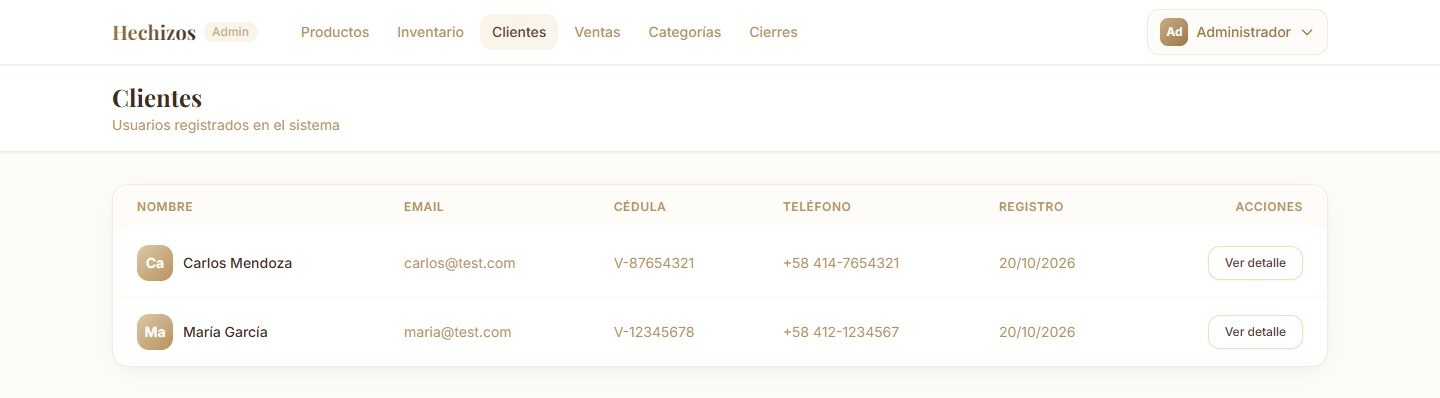 Hechizos Admin Productos Inventario Clientes Ventas Categorías Cierres Ad Administrador
Clientes
Usuarios registrados en el sistema
NOMBRE EMAIL CÉDULA TELÉFONO REGISTRO ACCIONES
Ca Carlos Mendoza carlos@test.com V-87654321 +58 414-7654321 20/10/2026 Ver detalle
Ma María García maria@test.com V-12345678 +58 412-1234567 20/10/2026 Ver detalle